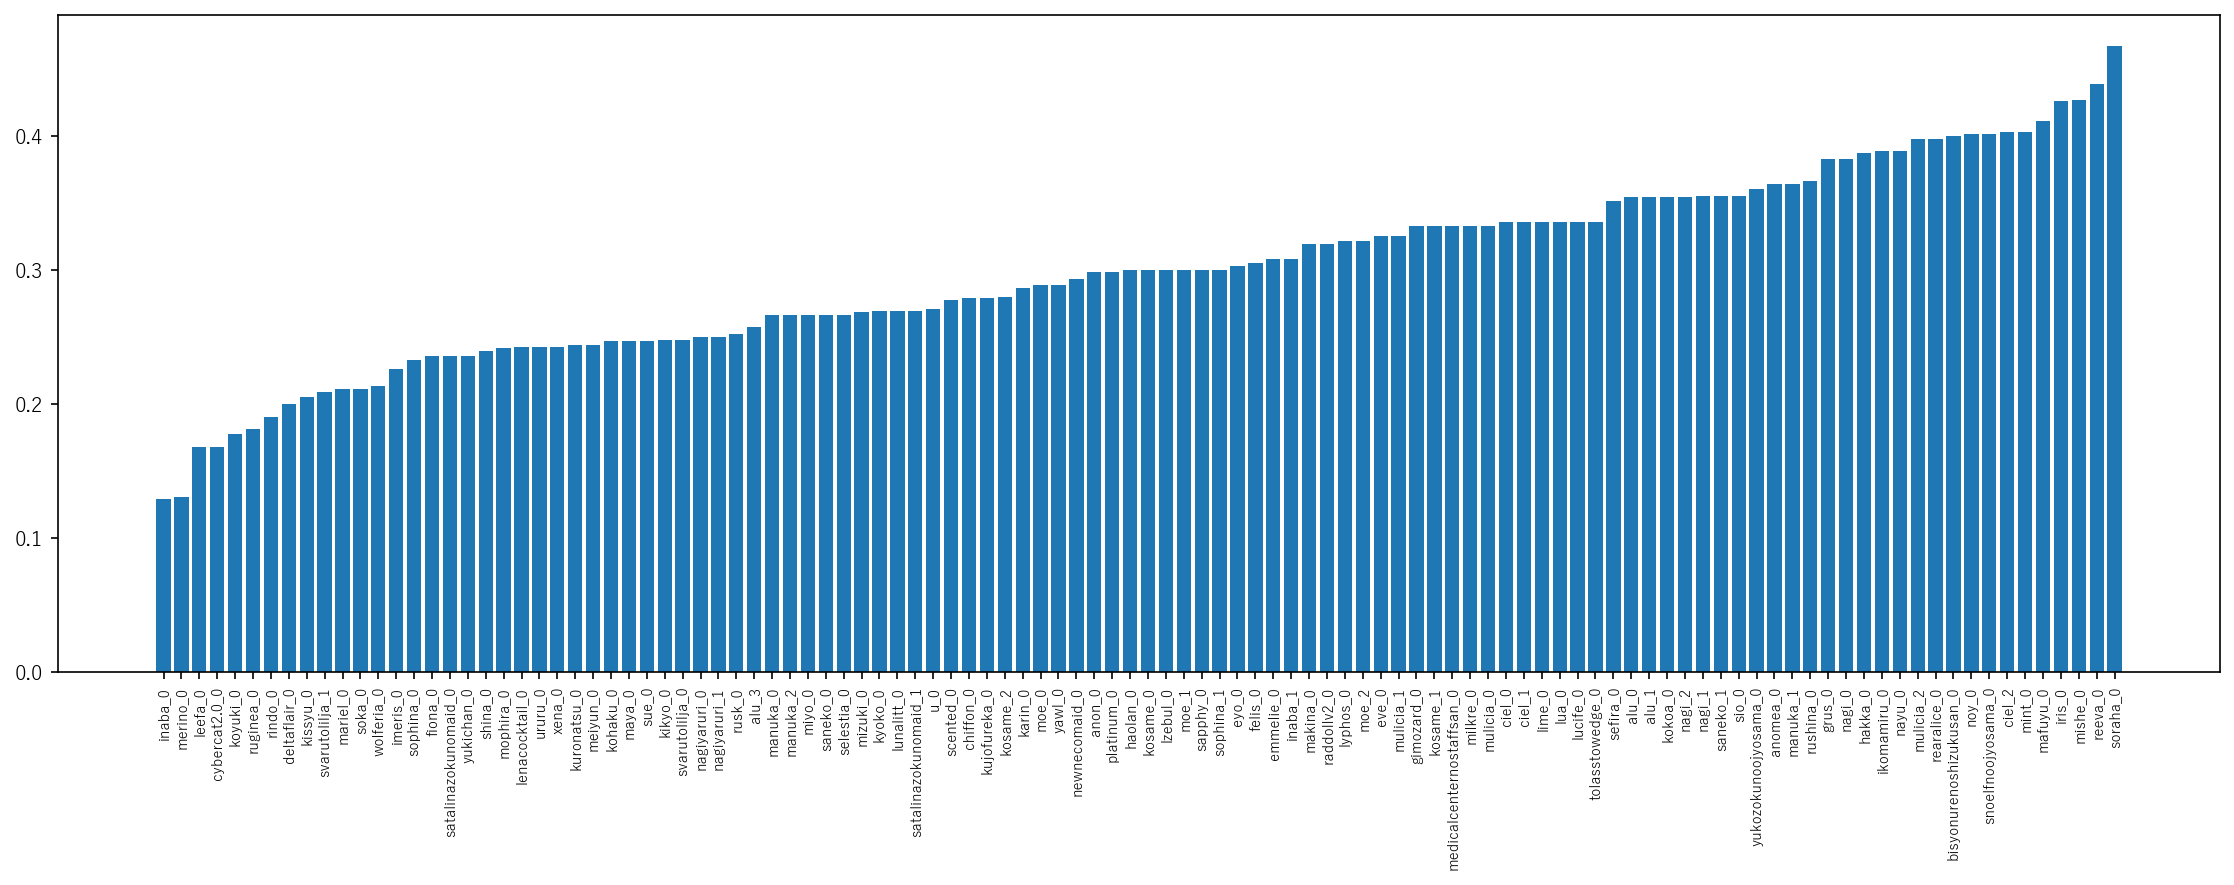 0.4
0.3
0.2
0.1
0.0
inaba_0
merino_0
leefa_0
cybercat2.0_0
koyuki_0
ruginea_0
rindo_0
deltaflair_0
kissyu_0
svarutolilja_1
mariel_0
soka_0
wolferia_0
imeris_0
sophina_0
fiona_0
satalinazokunomaid_0
yukichan_0
shina_0
mophira_0
lenacocktail_0
ururu_0
xena_0
kuronatsu_0
meiyun_0
kohaku_0
maya_0
sue_0
kikyo_0
svarutolilja_0
nagiyaruri_0
nagiyaruri_1
rusk_0
alu_3
manuka_0
manuka_2
miyo_0
saneko_0
selestia_0
mizuki_0
kyoko_0
lunalitt_0
satalinazokunomaid_1
u_0
scented_0
chiffon_0
kujofureka_0
kosame_2
karin_0
moe_0
yawl_0
newnecomaid_0
anon_0
platinum_0
haolan_0
kosame_0
lzebul_0
moe_1
sapphy_0
sophina_1
eyo_0
felis_0
emmelie_0
inaba_1
makina_0
raddollv2_0
lyphos_0
moe_2
eve_0
mulicia_1
gimozard_0
kosame_1
medicalcenternostaffsan_0
milkre_0
mulicia_0
ciel_0
ciel_1
lime_0
lua_0
lucife_0
tolasstowedge_0
sefira_0
alu_0
alu_1
kokoa_0
nagi_2
nagi_1
saneko_1
sio_0
yukozokunoojyosama_0
anomea_0
manuka_1
rushina_0
grus_0
nagi_0
hakka_0
ikomamiru_0
nayu_0
mulicia_2
rearalice_0
bisyonurenoshizukusan_0
noy_0
snoelfnoojyosama_0
ciel_2
mint_0
mafuyu_0
iris_0
mishe_0
reeva_0
soraha_0